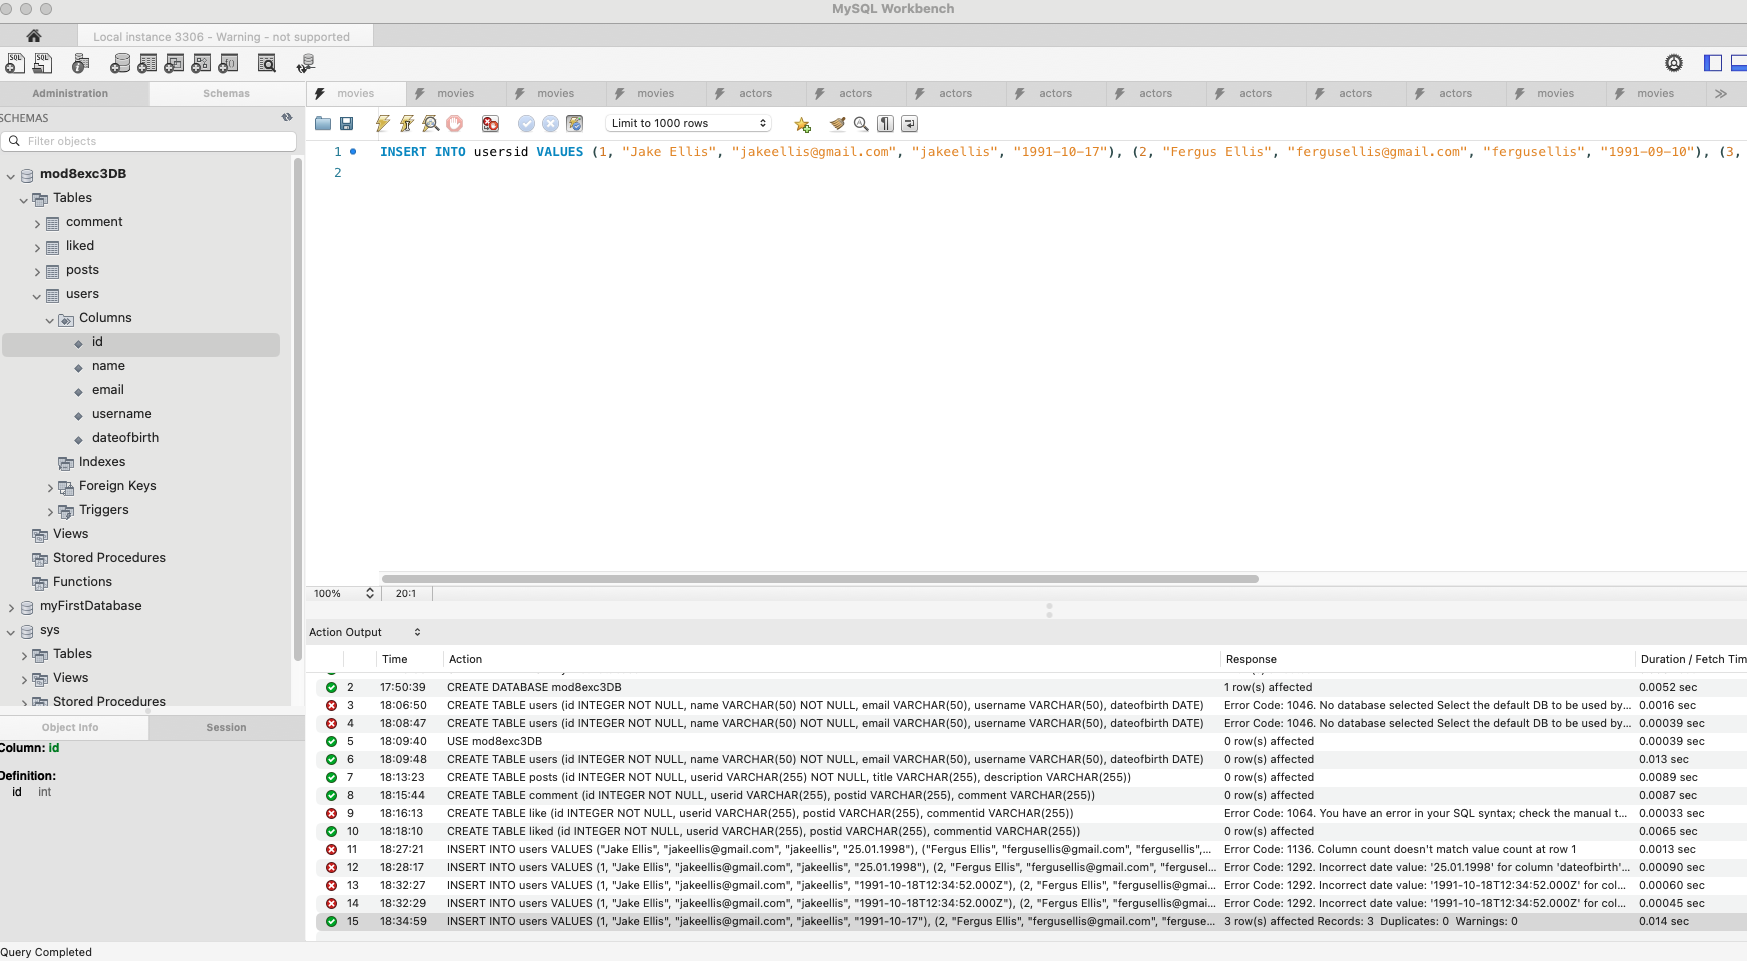 MySQL Workbench
Local instance 3306 - Warning - not supported
Administration Schemas
movies movies movies movies actors actors actors actors actors actors actors actors movies movies
SCHEMAS
Filter objects
Limit to 1000 rows
1 INSERT INTO usersid VALUES (1, "Jake Ellis", "jakeellis@gmail.com", "jakeellis", "1991-10-17"), (2, "Fergus Ellis", "fergusellis@gmail.com", "fergusellis", "1991-09-10"), (3,
2
mod8exc3DB
Tables
comment
liked
posts
users
Columns
id
name
email
username
dateofbirth
Indexes
Foreign Keys
Triggers
Views
Stored Procedures
Functions
myFirstDatabase
sys
Tables
Views
Stored Procedures
Object Info Session
Column: id
Definition:
id int
100% 20:1
Action Output
Time Action Response Duration / Fetch Tim
2 17:50:39 CREATE DATABASE mod8exc3DB 1 row(s) affected 0.0052 sec
3 18:06:50 CREATE TABLE users (id INTEGER NOT NULL, name VARCHAR(50) NOT NULL, email VARCHAR(50), username VARCHAR(50), dateofbirth DATE) Error Code: 1046. No database selected Select the default DB to be used by... 0.0016 sec
4 18:08:47 CREATE TABLE users (id INTEGER NOT NULL, name VARCHAR(50) NOT NULL, email VARCHAR(50), username VARCHAR(50), dateofbirth DATE) Error Code: 1046. No database selected Select the default DB to be used by... 0.00039 sec
5 18:09:40 USE mod8exc3DB 0 row(s) affected 0.00039 sec
6 18:09:48 CREATE TABLE users (id INTEGER NOT NULL, name VARCHAR(50) NOT NULL, email VARCHAR(50), username VARCHAR(50), dateofbirth DATE) 0 row(s) affected 0.013 sec
7 18:13:23 CREATE TABLE posts (id INTEGER NOT NULL, userid VARCHAR(255) NOT NULL, title VARCHAR(255), description VARCHAR(255)) 0 row(s) affected 0.0089 sec
8 18:15:44 CREATE TABLE comment (id INTEGER NOT NULL, userid VARCHAR(255), postid VARCHAR(255), comment VARCHAR(255)) 0 row(s) affected 0.0087 sec
9 18:16:13 CREATE TABLE like (id INTEGER NOT NULL, userid VARCHAR(255), postid VARCHAR(255), commentid VARCHAR(255)) Error Code: 1064. You have an error in your SQL syntax; check the manual t... 0.00033 sec
10 18:18:10 CREATE TABLE liked (id INTEGER NOT NULL, userid VARCHAR(255), postid VARCHAR(255), commentid VARCHAR(255)) 0 row(s) affected 0.0065 sec
11 18:27:21 INSERT INTO users VALUES ("Jake Ellis", "jakeellis@gmail.com", "jakeellis", "25.01.1998"), ("Fergus Ellis", "fergusellis@gmail.com", "fergusellis",... Error Code: 1136. Column count doesn't match value count at row 1 0.0013 sec
12 18:28:17 INSERT INTO users VALUES (1, "Jake Ellis", "jakeellis@gmail.com", "jakeellis", "25.01.1998"), (2, "Fergus Ellis", "fergusellis@gmail.com", "fergusel... Error Code: 1292. Incorrect date value: '25.01.1998' for column 'dateofbirth'... 0.00090 sec
13 18:32:27 INSERT INTO users VALUES (1, "Jake Ellis", "jakeellis@gmail.com", "jakeellis", "1991-10-18T12:34:52.000Z"), (2, "Fergus Ellis", "fergusellis@gmai... Error Code: 1292. Incorrect date value: '1991-10-18T12:34:52.000Z' for col... 0.00060 sec
14 18:32:29 INSERT INTO users VALUES (1, "Jake Ellis", "jakeellis@gmail.com", "jakeellis", "1991-10-18T12:34:52.000Z"), (2, "Fergus Ellis", "fergusellis@gmai... Error Code: 1292. Incorrect date value: '1991-10-18T12:34:52.000Z' for col... 0.00045 sec
15 18:34:59 INSERT INTO users VALUES (1, "Jake Ellis", "jakeellis@gmail.com", "jakeellis", "1991-10-17"), (2, "Fergus Ellis", "fergusellis@gmail.com", "ferguse... 3 row(s) affected Records: 3 Duplicates: 0 Warnings: 0 0.014 sec
Query Completed